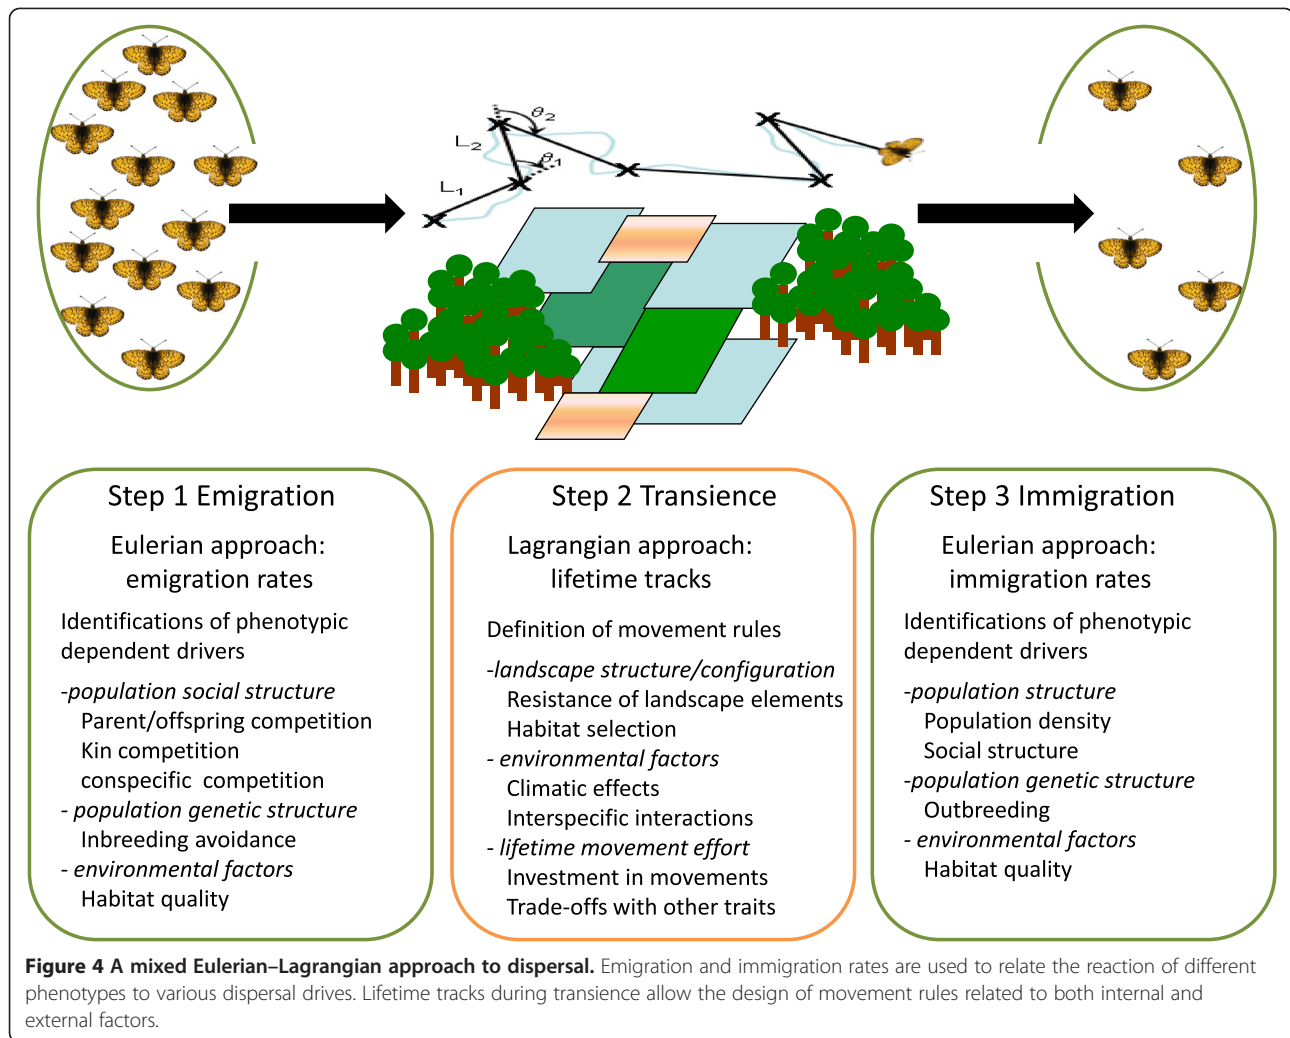 θ2
L2
θ1
L1
Step 1 Emigration
Eulerian approach:
emigration rates
Identifications of phenotypic
dependent drivers
-population social structure
Parent/offspring competition
Kin competition
conspecific competition
- population genetic structure
Inbreeding avoidance
- environmental factors
Habitat quality
Step 2 Transience
Lagrangian approach:
lifetime tracks
Definition of movement rules
-landscape structure/configuration
Resistance of landscape elements
Habitat selection
- environmental factors
Climatic effects
Interspecific interactions
- lifetime movement effort
Investment in movements
Trade-offs with other traits
Step 3 Immigration
Eulerian approach:
immigration rates
Identifications of phenotypic
dependent drivers
-population structure
Population density
Social structure
-population genetic structure
Outbreeding
- environmental factors
Habitat quality
Figure 4 A mixed Eulerian–Lagrangian approach to dispersal. Emigration and immigration rates are used to relate the reaction of different
phenotypes to various dispersal drives. Lifetime tracks during transience allow the design of movement rules related to both internal and
external factors.